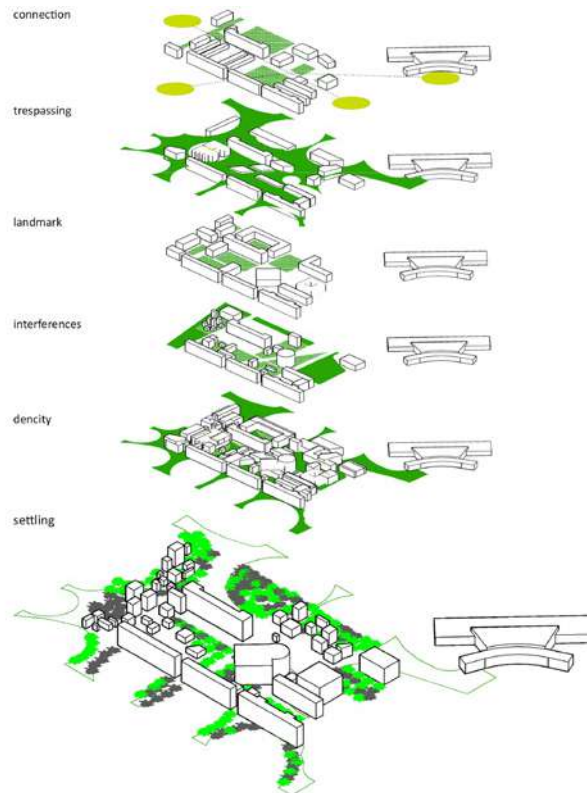 connection
trespassing
landmark
interferences
dencity
settling